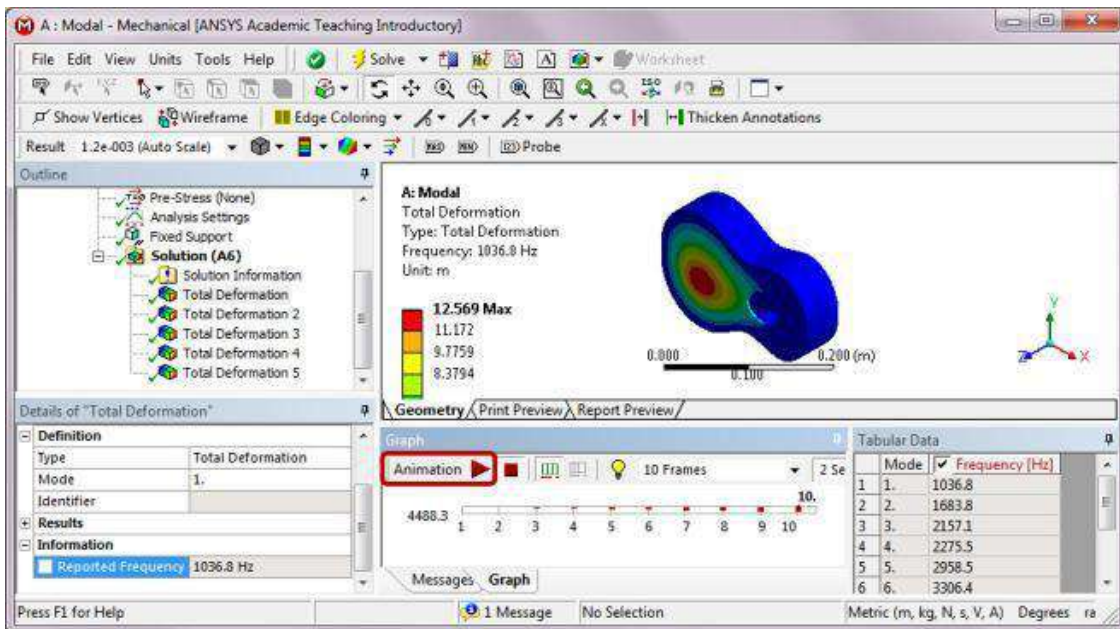 A : Modal - Mechanical [ANSYS Academic Teaching Introductory]
File Edit View Units Tools Help Solve Worksheet
Show Vertices Wireframe Edge Coloring Thicken Annotations
Result 1.2e-003 (Auto Scale) Probe
Outline
Pre-Stress (None)
Analysis Settings
Fixed Support
Solution (A6)
Solution Information
Total Deformation
Total Deformation 2
Total Deformation 3
Total Deformation 4
Total Deformation 5
A: Modal
Total Deformation
Type: Total Deformation
Frequency: 1036.8 Hz
Unit: m
12.569 Max
11.172
9.7759
8.3794
0.000 0.200 (m)
0.100
Y
Z X
Geometry Print Preview Report Preview
Details of "Total Deformation"
Definition
Type Total Deformation
Mode 1.
Identifier
Results
Information
Reported Frequency 1036.8 Hz
Graph
Animation 10 Frames 2 Se
10.
4488.3
1 2 3 4 5 6 7 8 9 10
Messages Graph
Tabular Data
Mode Frequency [Hz]
1 1. 1036.8
2 2. 1683.8
3 3. 2157.1
4 4. 2275.5
5 5. 2958.5
6 6. 3306.4
Press F1 for Help 1 Message No Selection Metric (m, kg, N, s, V, A) Degrees ra